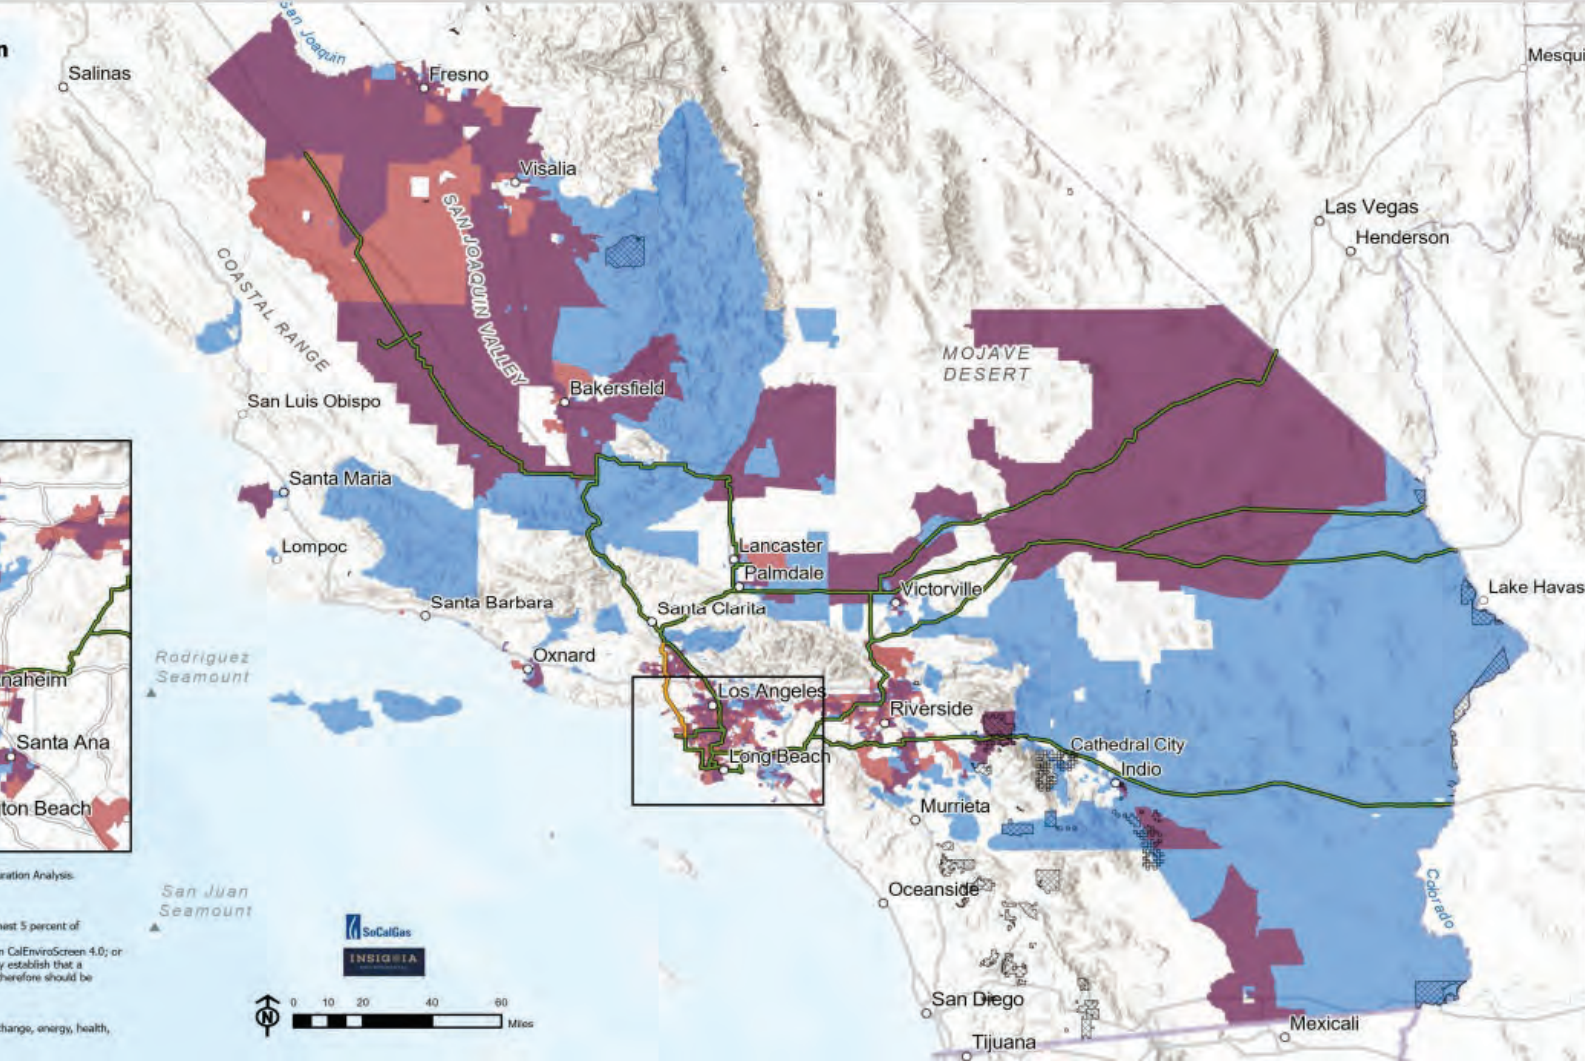 n
Salinas
San Joaquin
Fresno
Mesqui
Visalia
Las Vegas
Henderson
SAN JOAQUIN VALLEY
COASTAL RANGE
MOJAVE
DESERT
San Luis Obispo
Bakersfield
Santa Maria
Lompoc
Lancaster
Palmdale
Victorville
Lake Havas
Santa Barbara
Santa Clarita
Rodriguez
Seamount
Oxnard
naheim
Los Angeles
Riverside
Santa Ana
Long Beach
Cathedral City
Indio
ton Beach
Murrieta
uration Analysis.
San Juan
Seamount
Oceanside
Colorado
hest 5 percent of
n CalEnviroScreen 4.0; or
y establish that a
therefore should be
SoCalGas
INSIGNIA
0 10 20 40 60
Miles
N
San Diego
hange, energy, health,
Mexicali
Tijuana